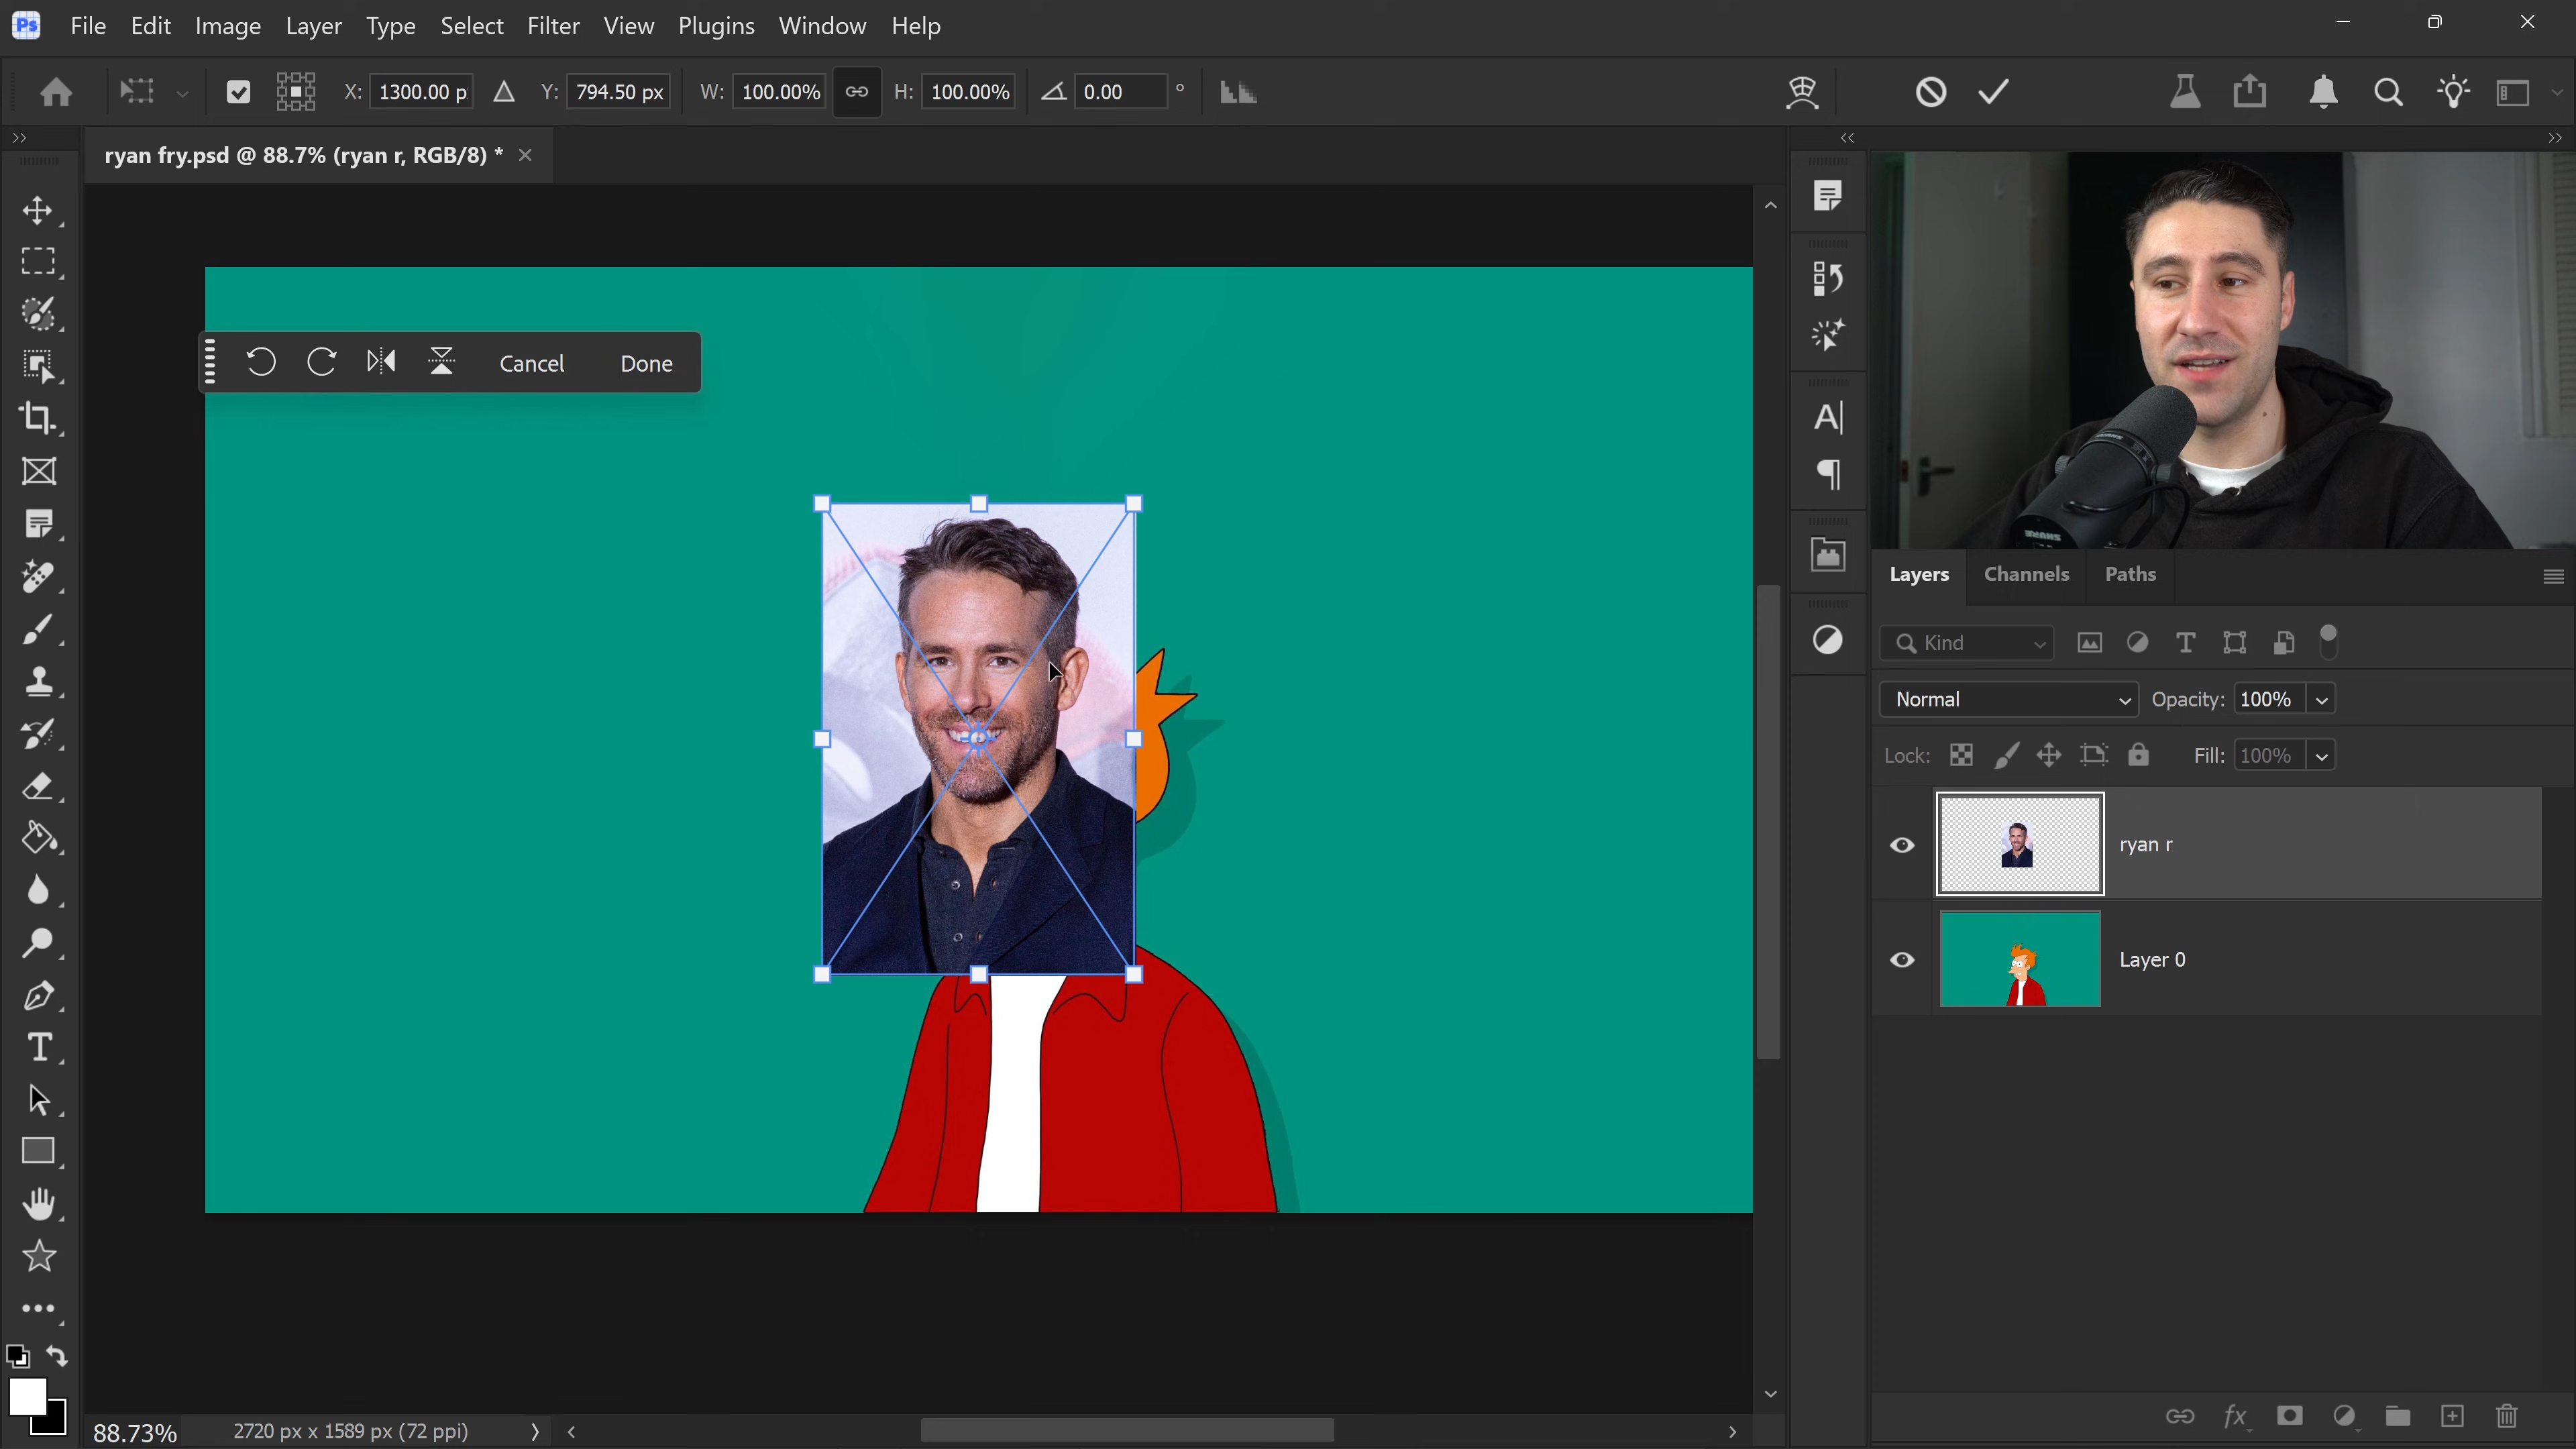 Ps File Edit Image Layer Type Select Filter View Plugins Window Help
X: 1300.00 p Y: 794.50 px W: 100.00% H: 100.00% 0.00 °
ryan fry.psd @ 88.7% (ryan r, RGB/8) *
Cancel Done
Layers Channels Paths
Kind
Normal Opacity: 100%
Lock: Fill: 100%
ryan r
Layer 0
fx
88.73% 2720 px x 1589 px (72 ppi)